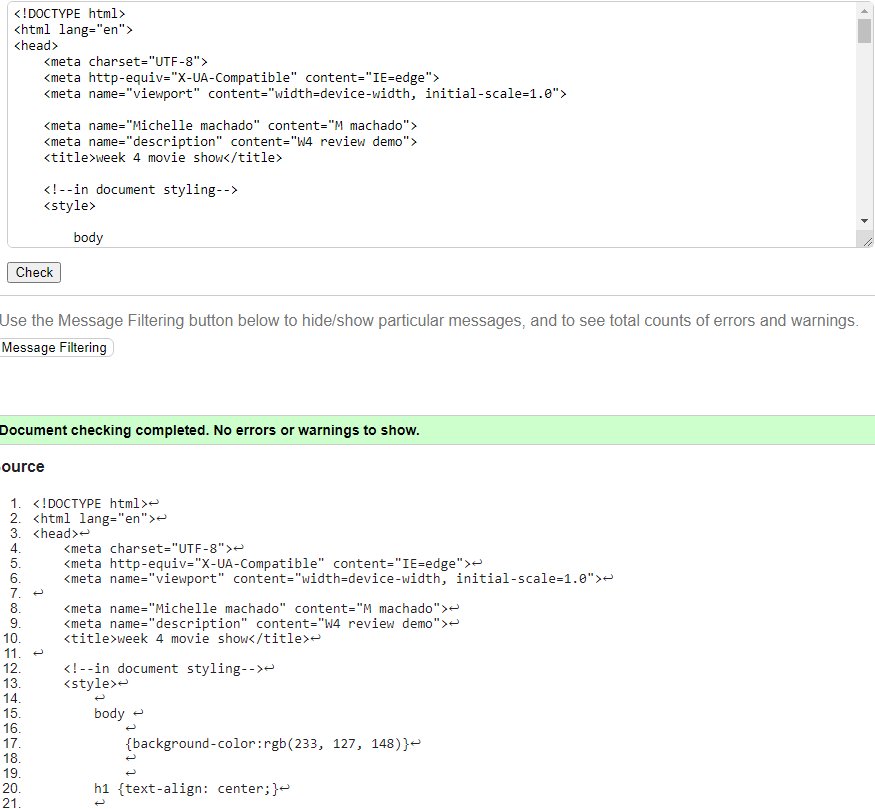 <!DOCTYPE html>
<html lang="en">
<head>
    <meta charset="UTF-8">
    <meta http-equiv="X-UA-Compatible" content="IE=edge">
    <meta name="viewport" content="width=device-width, initial-scale=1.0">

    <meta name="Michelle machado" content="M machado">
    <meta name="description" content="W4 review demo">
    <title>week 4 movie show</title>

    <!--in document styling-->
    <style>

        body
Check
Use the Message Filtering button below to hide/show particular messages, and to see total counts of errors and warnings.
Message Filtering
Document checking completed. No errors or warnings to show.
ource
1. <!DOCTYPE html>↩
2. <html lang="en">↩
3. <head>↩
4.     <meta charset="UTF-8">↩
5.     <meta http-equiv="X-UA-Compatible" content="IE=edge">↩
6.     <meta name="viewport" content="width=device-width, initial-scale=1.0">↩
7. ↩
8.     <meta name="Michelle machado" content="M machado">↩
9.     <meta name="description" content="W4 review demo">↩
10.     <title>week 4 movie show</title>↩
11. ↩
12.     <!--in document styling-->↩
13.     <style>↩
14.         ↩
15.         body ↩
16.             ↩
17.             {background-color:rgb(233, 127, 148)}↩
18.             ↩
19.             ↩
20.         h1 {text-align: center;}↩
21.         ↩